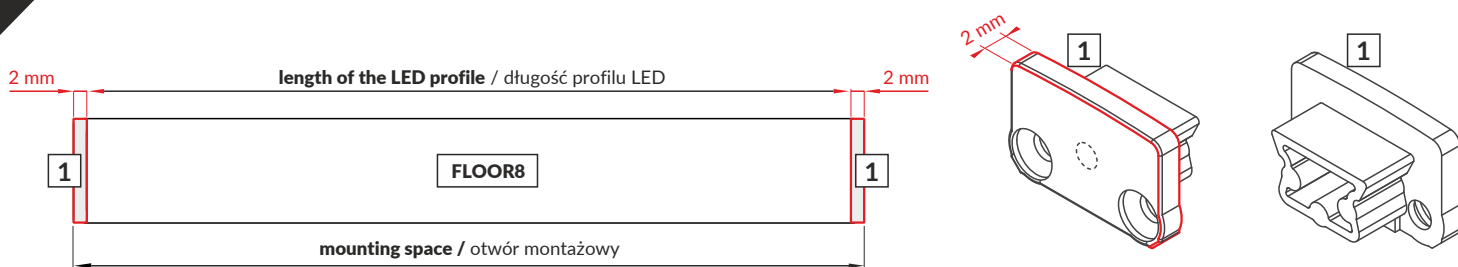 2 mm
length of the LED profile / długość profilu LED
2 mm
1
FLOOR8
1
mounting space / otwór montażowy
2 mm
1
1